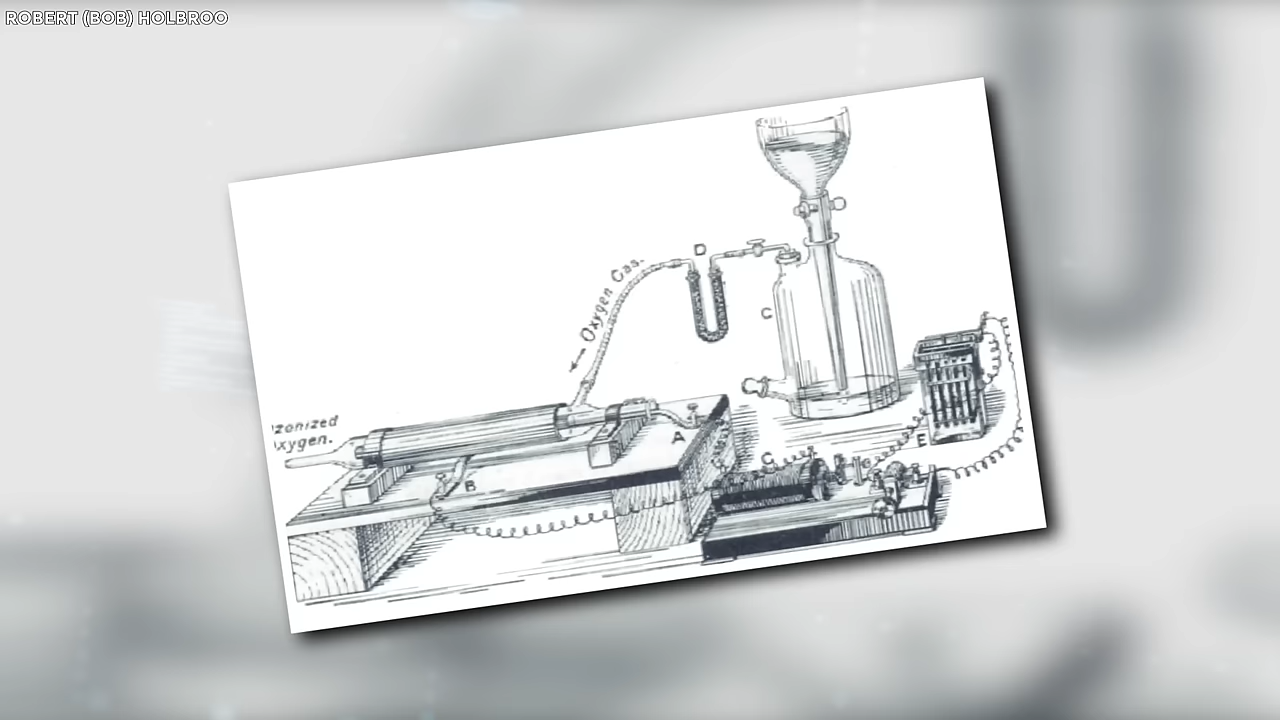 ROBERT (BOB) HOLBROO
D
Oxygen Gas.
C
zonized
xygen.
A
E
C
B